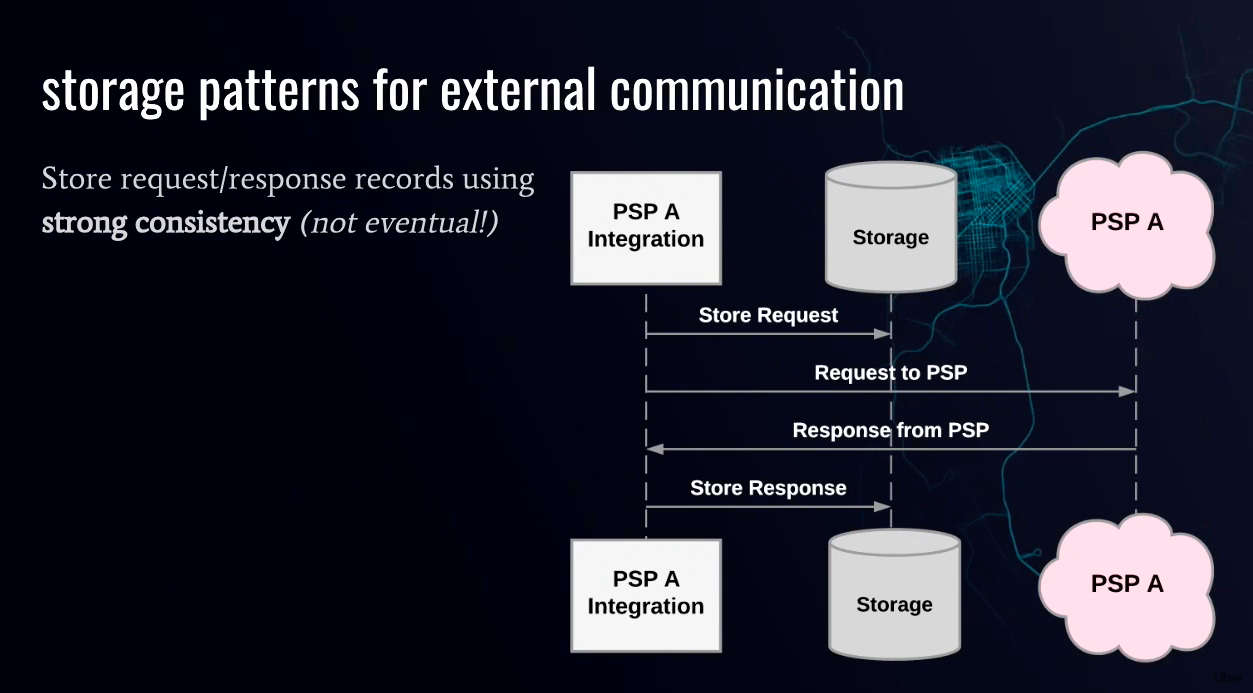 storage patterns for external communication
Store request/response records using
strong consistency (not eventual!)
PSP A
Integration
Storage
PSP A
Store Request
Request to PSP
Response from PSP
Store Response
PSP A
Integration
Storage
PSP A
Uber